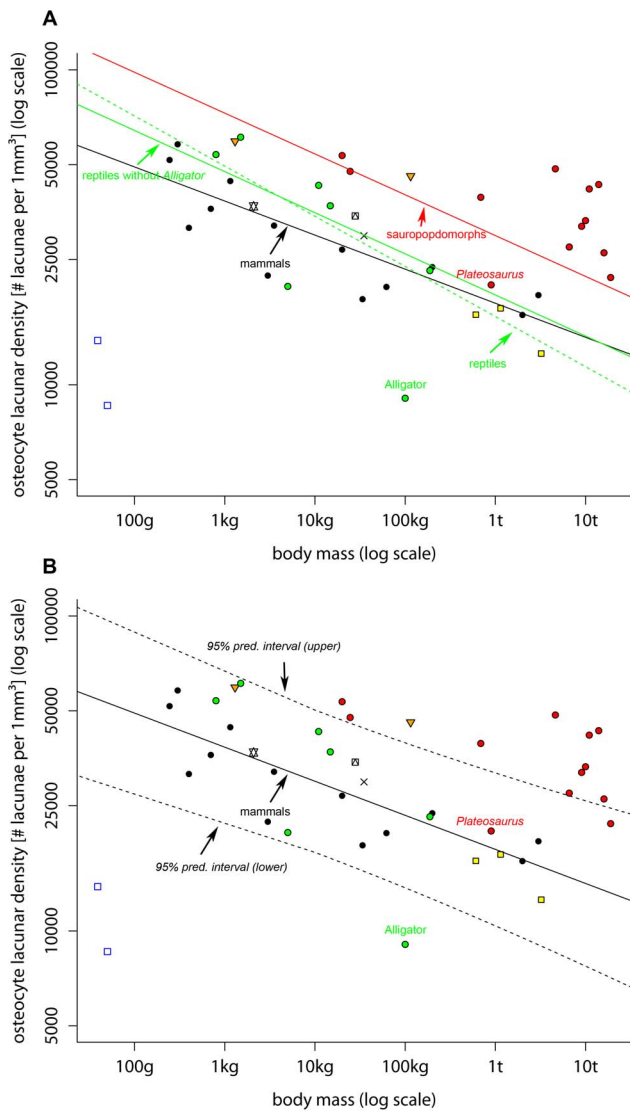 A
osteocyte lacunar density [# lacunae per 1mm³] (log scale)
100000
50000
25000
10000
5000
reptiles without Alligator
mammals
sauropopdomorphs
Plateosaurus
reptiles
Alligator
100g 1kg 10kg 100kg 1t 10t
body mass (log scale)
B
osteocyte lacunar density [# lacunae per 1mm³] (log scale)
100000
50000
25000
10000
5000
95% pred. interval (upper)
mammals
Plateosaurus
95% pred. interval (lower)
Alligator
100g 1kg 10kg 100kg 1t 10t
body mass (log scale)